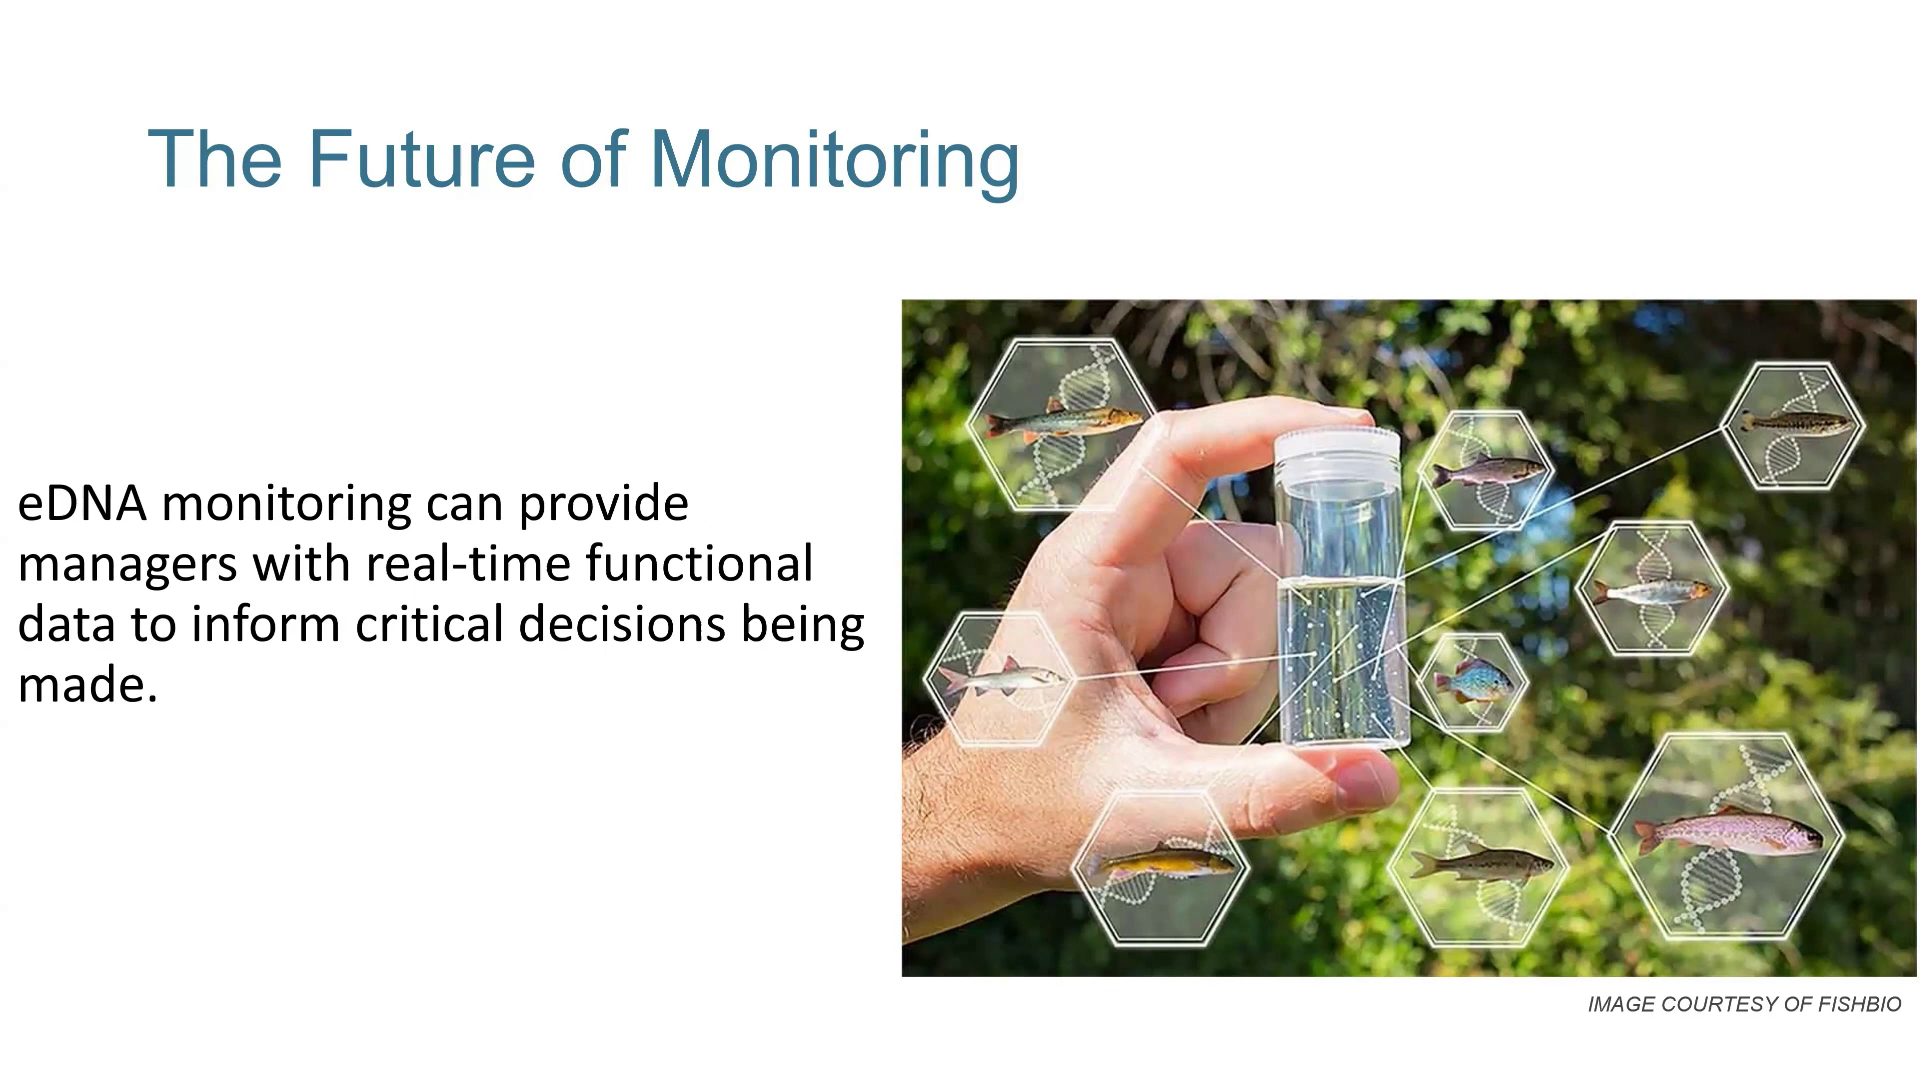 The Future of Monitoring
eDNA monitoring can provide
managers with real-time functional
data to inform critical decisions being
made.
IMAGE COURTESY OF FISHBIO